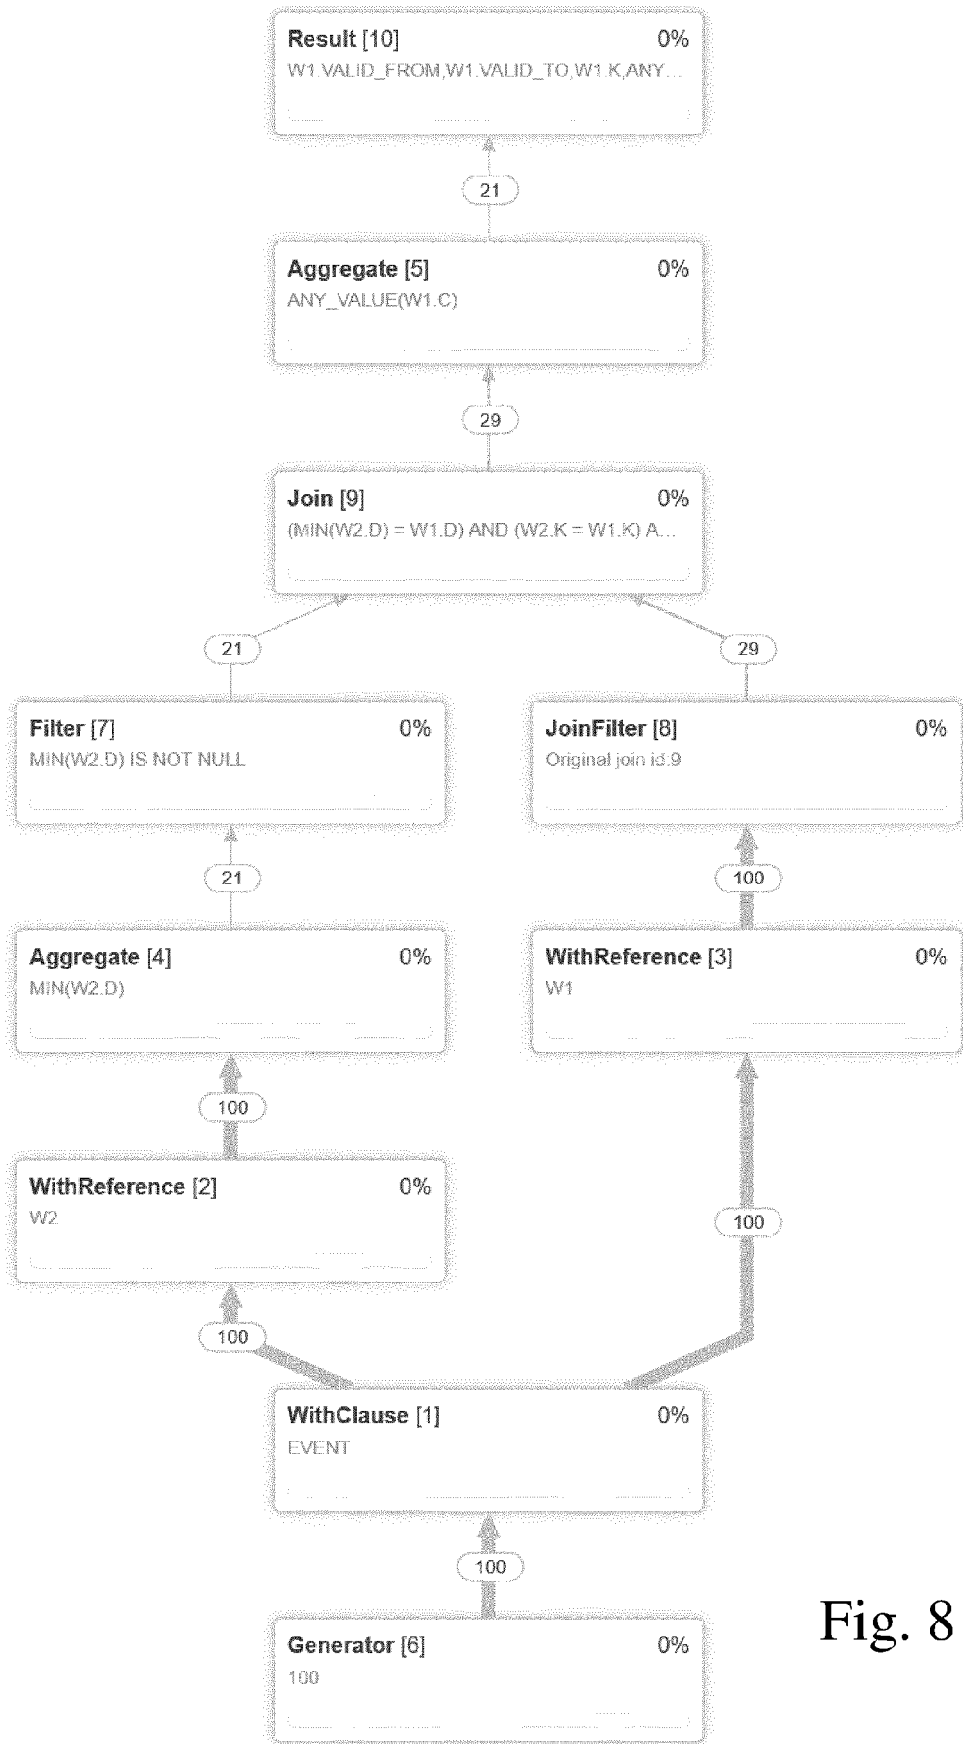 Result [10] 0%
W1.VALID_FROM,W1.VALID_TO,W1.K,ANY...
21
Aggregate [5] 0%
ANY_VALUE(W1.C)
29
Join [9] 0%
(MIN(W2.D) = W1.D) AND (W2.K = W1.K) A...
21 29
Filter [7] 0% JoinFilter [8] 0%
MIN(W2.D) IS NOT NULL Original join id:9
21 100
Aggregate [4] 0% WithReference [3] 0%
MIN(W2.D) W1
100
WithReference [2] 0%
W2 100
100
WithClause [1] 0%
EVENT
100
Generator [6] 0%
100
Fig. 8